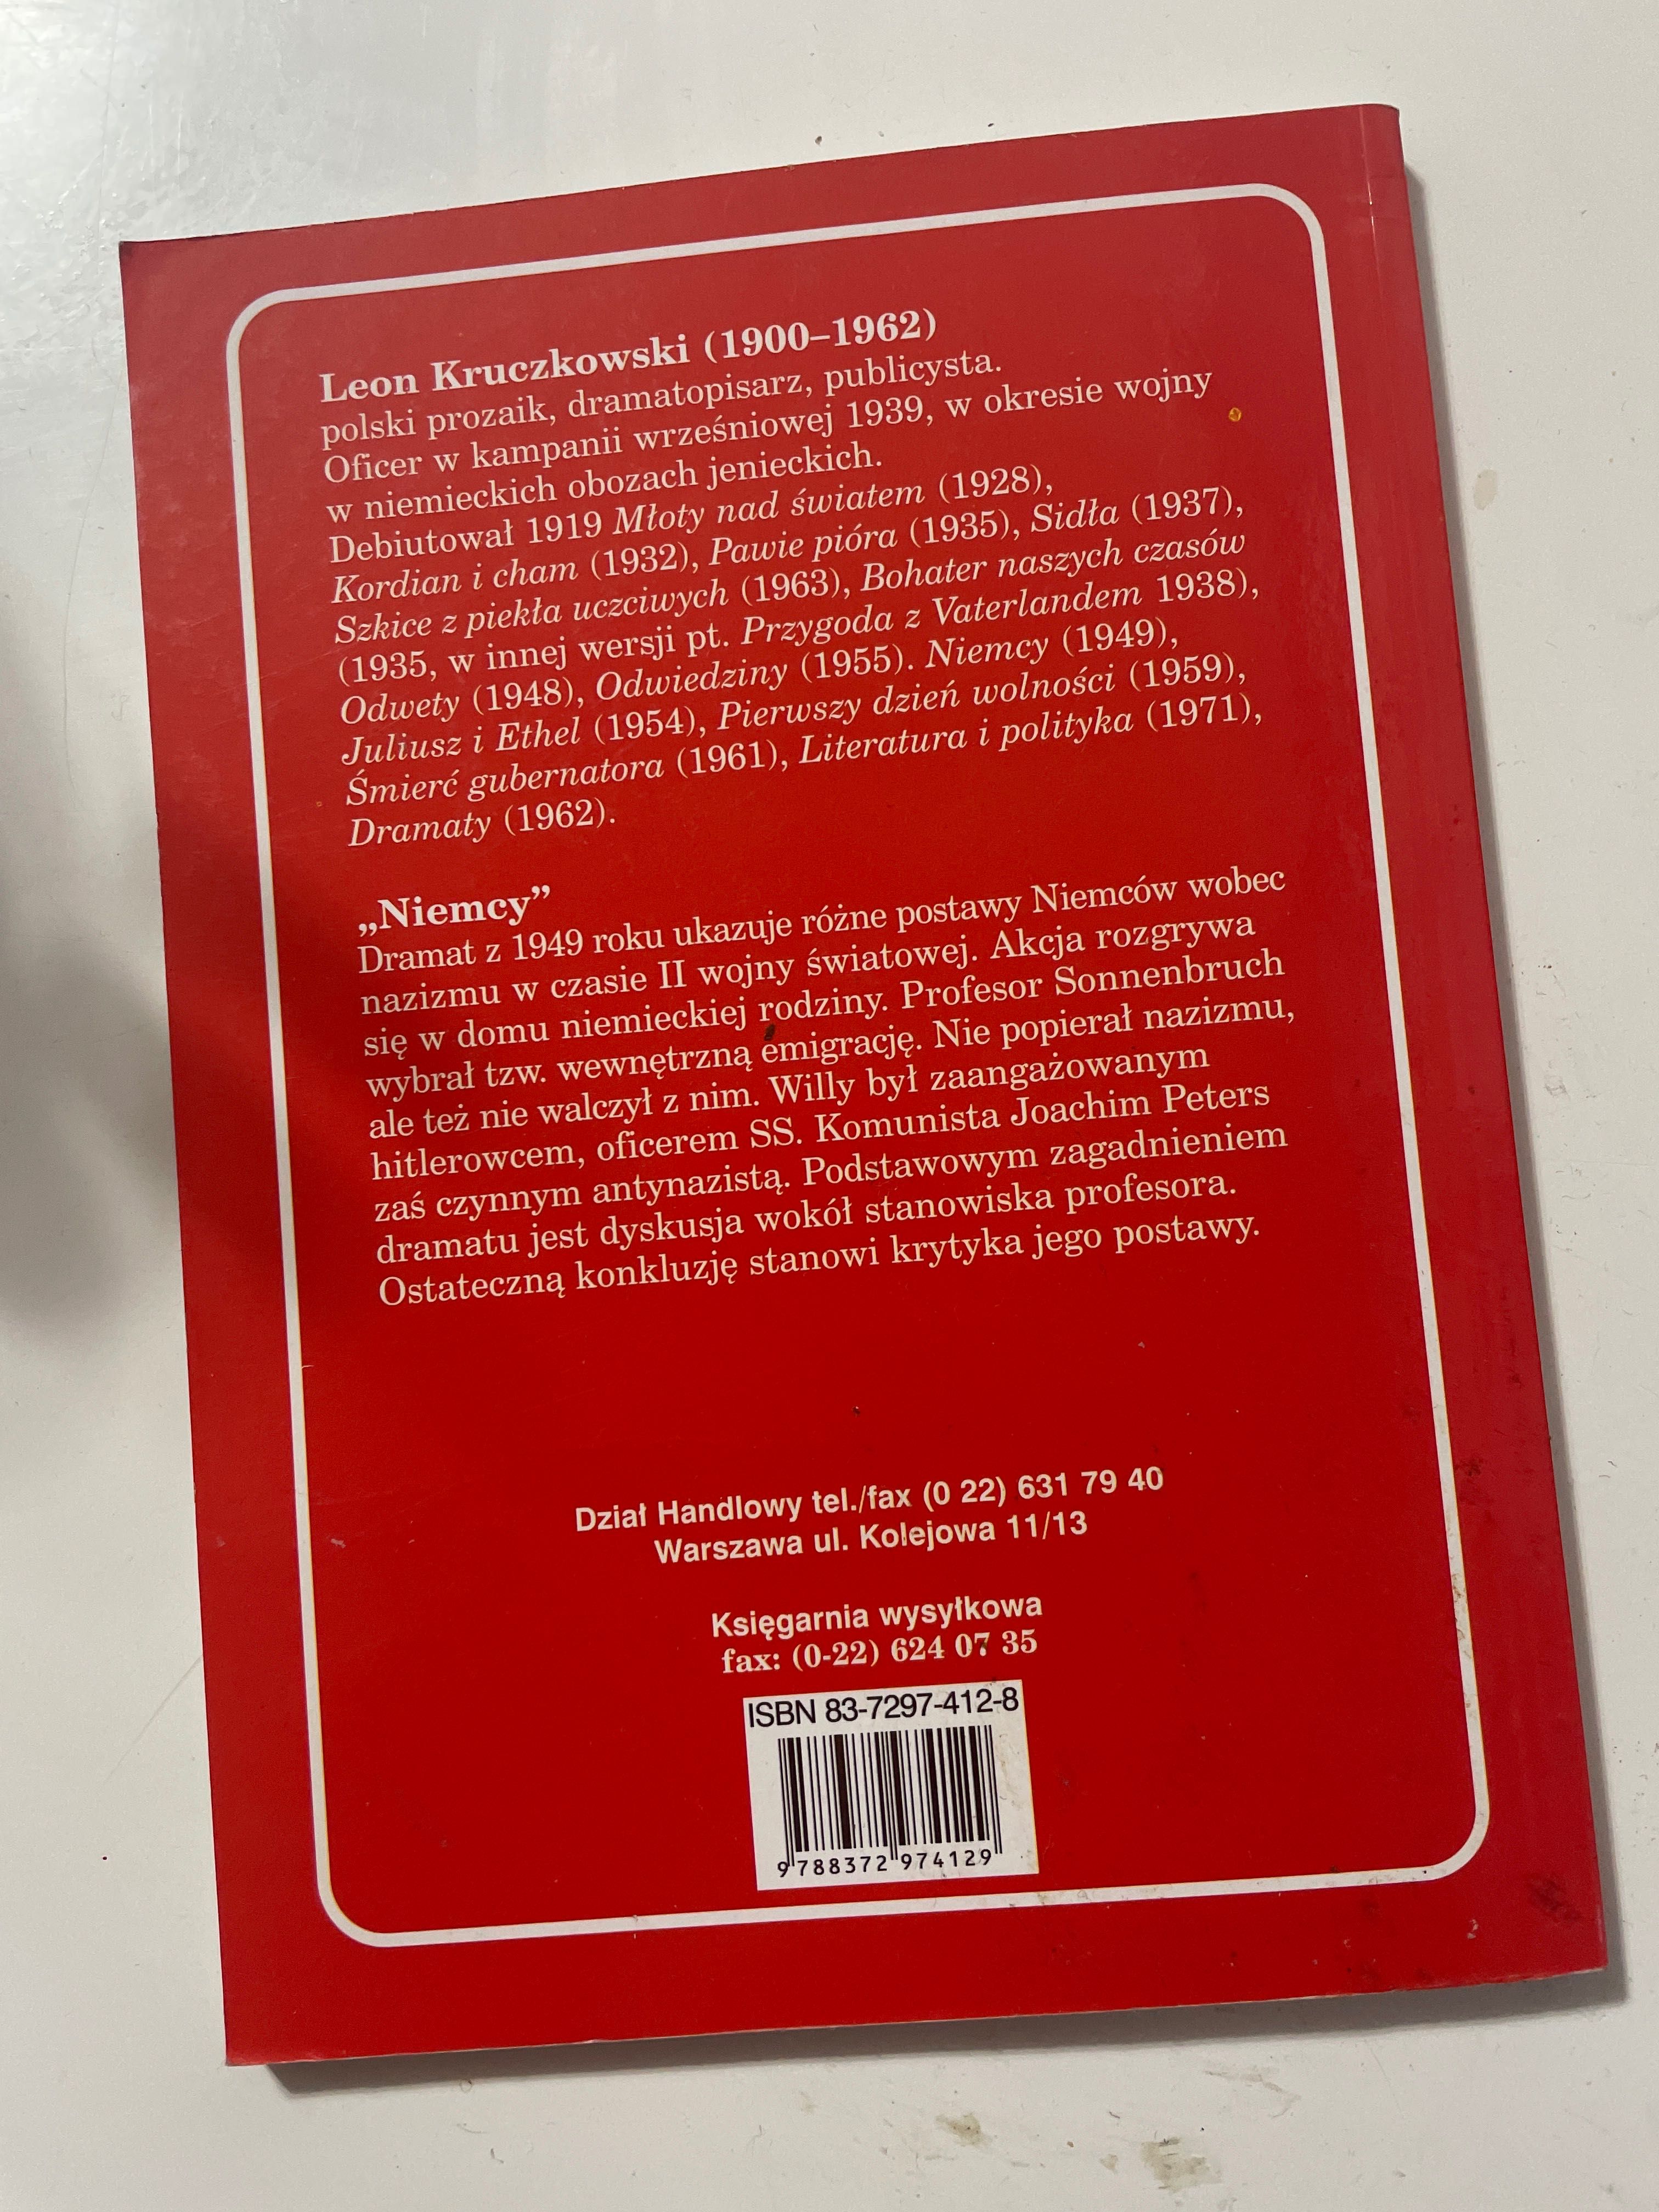 Leon Kruczkowski (1900–1962)
polski prozaik, dramatopisarz, publicysta.
Oficer w kampanii wrześniowej 1939, w okresie wojny
w niemieckich obozach jenieckich.
Debiutował 1919 Młoty nad światem (1928),
Kordian i cham (1932), Pawie pióra (1935), Sidła (1937),
Szkice z piekła uczciwych (1963), Bohater naszych czasów
(1935, w innej wersji pt. Przygoda z Vaterlandem 1938),
Odwety (1948), Odwiedziny (1955). Niemcy (1949),
Juliusz i Ethel (1954), Pierwszy dzień wolności (1959),
Śmierć gubernatora (1961), Literatura i polityka (1971),
Dramaty (1962).
„Niemcy”
Dramat z 1949 roku ukazuje różne postawy Niemców wobec
nazizmu w czasie II wojny światowej. Akcja rozgrywa
się w domu niemieckiej rodziny. Profesor Sonnenbruch
wybrał tzw. wewnętrzną emigrację. Nie popierał nazizmu,
ale też nie walczył z nim. Willy był zaangażowanym
hitlerowcem, oficerem SS. Komunista Joachim Peters
zaś czynnym antynazistą. Podstawowym zagadnieniem
dramatu jest dyskusja wokół stanowiska profesora.
Ostateczną konkluzję stanowi krytyka jego postawy.
Dział Handlowy tel./fax (0 22) 631 79 40
Warszawa ul. Kolejowa 11/13
Księgarnia wysyłkowa
fax: (0-22) 624 07 35
ISBN 83-7297-412-8
9 788372 974129